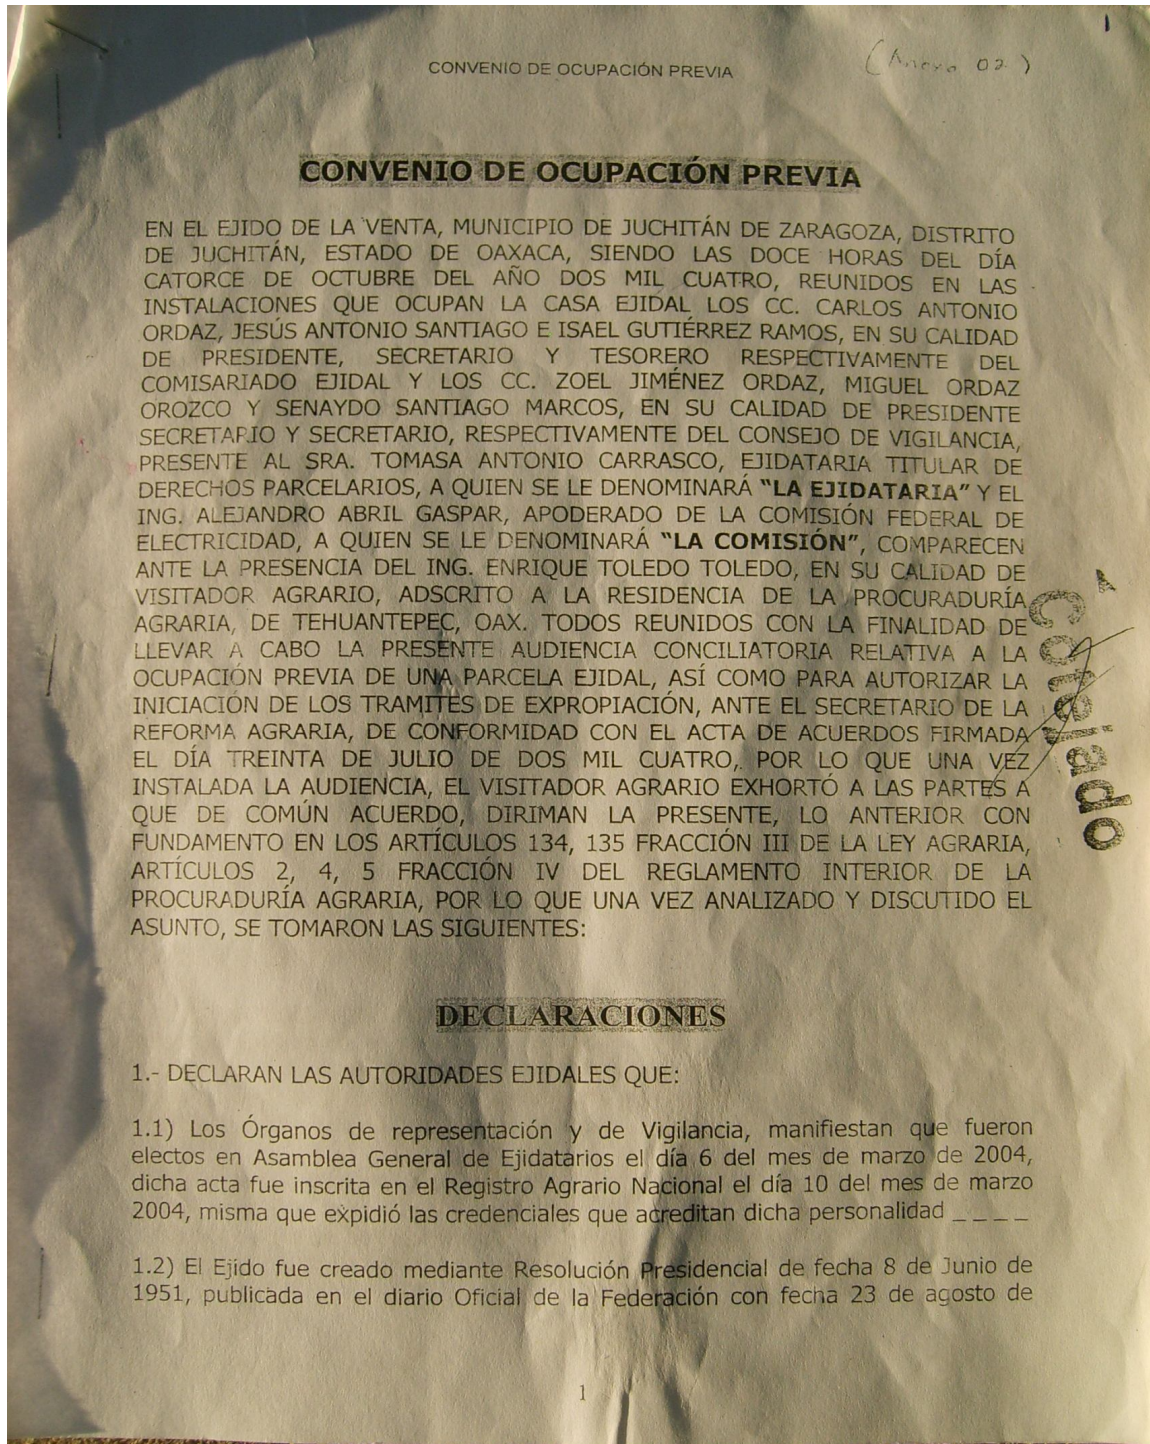 1
CONVENIO DE OCUPACIÓN PREVIA
(Anexo 02)
CONVENIO DE OCUPACIÓN PREVIA
EN EL EJIDO DE LA VENTA, MUNICIPIO DE JUCHITÁN DE ZARAGOZA, DISTRITO
DE JUCHITÁN, ESTADO DE OAXACA, SIENDO LAS DOCE HORAS DEL DÍA
CATORCE DE OCTUBRE DEL AÑO DOS MIL CUATRO, REUNIDOS EN LAS
INSTALACIONES QUE OCUPAN LA CASA EJIDAL LOS CC. CARLOS ANTONIO
ORDAZ, JESÚS ANTONIO SANTIAGO E ISAEL GUTIÉRREZ RAMOS, EN SU CALIDAD
DE PRESIDENTE, SECRETARIO Y TESORERO RESPECTIVAMENTE DEL
COMISARIADO EJIDAL Y LOS CC. ZOEL JIMÉNEZ ORDAZ, MIGUEL ORDAZ
OROZCO Y SENAYDO SANTIAGO MARCOS, EN SU CALIDAD DE PRESIDENTE
SECRETARIO Y SECRETARIO, RESPECTIVAMENTE DEL CONSEJO DE VIGILANCIA,
PRESENTE AL SRA. TOMASA ANTONIO CARRASCO, EJIDATARIA TITULAR DE
DERECHOS PARCELARIOS, A QUIEN SE LE DENOMINARÁ “LA EJIDATARIA” Y EL
ING. ALEJANDRO ABRIL GASPAR, APODERADO DE LA COMISIÓN FEDERAL DE
ELECTRICIDAD, A QUIEN SE LE DENOMINARÁ “LA COMISIÓN”, COMPARECEN
ANTE LA PRESENCIA DEL ING. ENRIQUE TOLEDO TOLEDO, EN SU CALIDAD DE
VISITADOR AGRARIO, ADSCRITO A LA RESIDENCIA DE LA PROCURADURÍA
AGRARIA, DE TEHUANTEPEC, OAX. TODOS REUNIDOS CON LA FINALIDAD DE
LLEVAR A CABO LA PRESENTE AUDIENCIA CONCILIATORIA RELATIVA A LA
OCUPACIÓN PREVIA DE UNA PARCELA EJIDAL, ASÍ COMO PARA AUTORIZAR LA
INICIACIÓN DE LOS TRAMITES DE EXPROPIACIÓN, ANTE EL SECRETARIO DE LA
REFORMA AGRARIA, DE CONFORMIDAD CON EL ACTA DE ACUERDOS FIRMADA
EL DÍA TREINTA DE JULIO DE DOS MIL CUATRO, POR LO QUE UNA VEZ
INSTALADA LA AUDIENCIA, EL VISITADOR AGRARIO EXHORTÓ A LAS PARTES A
QUE DE COMÚN ACUERDO, DIRIMAN LA PRESENTE, LO ANTERIOR CON
FUNDAMENTO EN LOS ARTÍCULOS 134, 135 FRACCIÓN III DE LA LEY AGRARIA,
ARTÍCULOS 2, 4, 5 FRACCIÓN IV DEL REGLAMENTO INTERIOR DE LA
PROCURADURÍA AGRARIA, POR LO QUE UNA VEZ ANALIZADO Y DISCUTIDO EL
ASUNTO, SE TOMARON LAS SIGUIENTES:
Cotejado
DECLARACIONES
1.- DECLARAN LAS AUTORIDADES EJIDALES QUE:
1.1) Los Órganos de representación y de Vigilancia, manifiestan que fueron
electos en Asamblea General de Ejidatarios el día 6 del mes de marzo de 2004,
dicha acta fue inscrita en el Registro Agrario Nacional el día 10 del mes de marzo
2004, misma que expidió las credenciales que acreditan dicha personalidad _ _ _ _
1.2) El Ejido fue creado mediante Resolución Presidencial de fecha 8 de Junio de
1951, publicada en el diario Oficial de la Federación con fecha 23 de agosto de
1